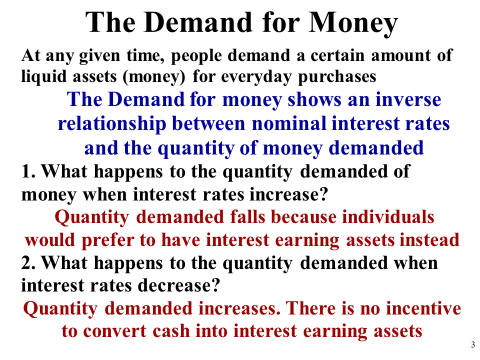 The Demand for Money
At any given time, people demand a certain amount of
liquid assets (money) for everyday purchases
The Demand for money shows an inverse
relationship between nominal interest rates
and the quantity of money demanded
1. What happens to the quantity demanded of
money when interest rates increase?
Quantity demanded falls because individuals
would prefer to have interest earning assets instead
2. What happens to the quantity demanded when
interest rates decrease?
Quantity demanded increases. There is no incentive
to convert cash into interest earning assets
3